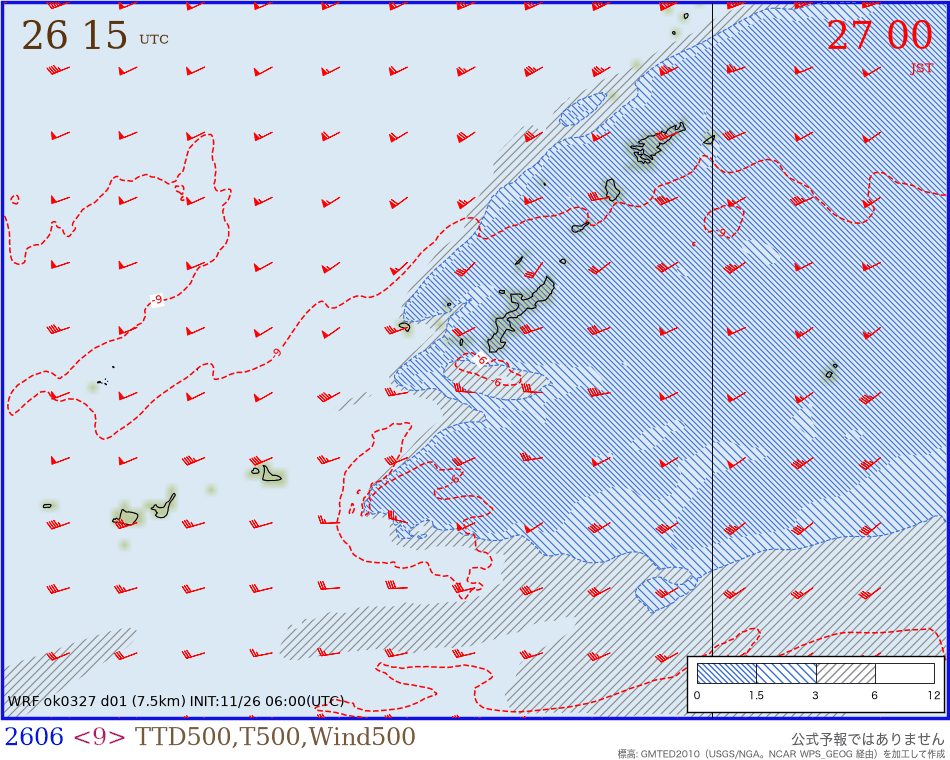 26 15 UTC
27 00
JST
-9
-9
-9
-6
-6
-6
WRF ok0327 d01 (7.5km) INIT:11/26 06:00(UTC)
0 1.5 3 6 12
2606 <9> TTD500,T500,Wind500
公式予報ではありません
標高: GMTED2010（USGS/NGA。NCAR WPS_GEOG 経由）を加工して作成